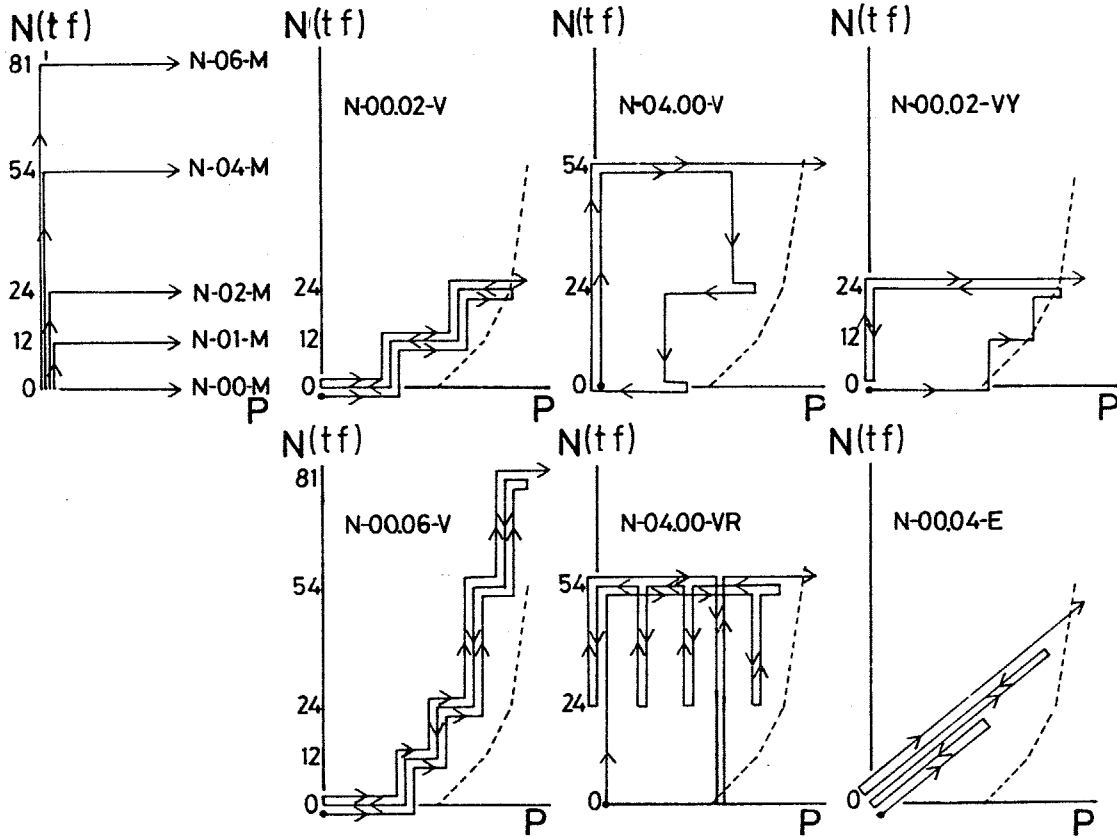 N(tf)
81
54
24
12
0
N-06-M
N-04-M
N-02-M
N-01-M
N-00-M
P
N(tf)
N-00.02-V
24
12
0
P
N(tf)
N-04.00-V
54
24
0
P
N(tf)
N-00.02-VY
24
12
0
P
N(tf)
81
N-00.06-V
54
24
12
0
P
N(tf)
N-04.00-VR
54
24
0
P
N(tf)
N-00.04-E
0
P